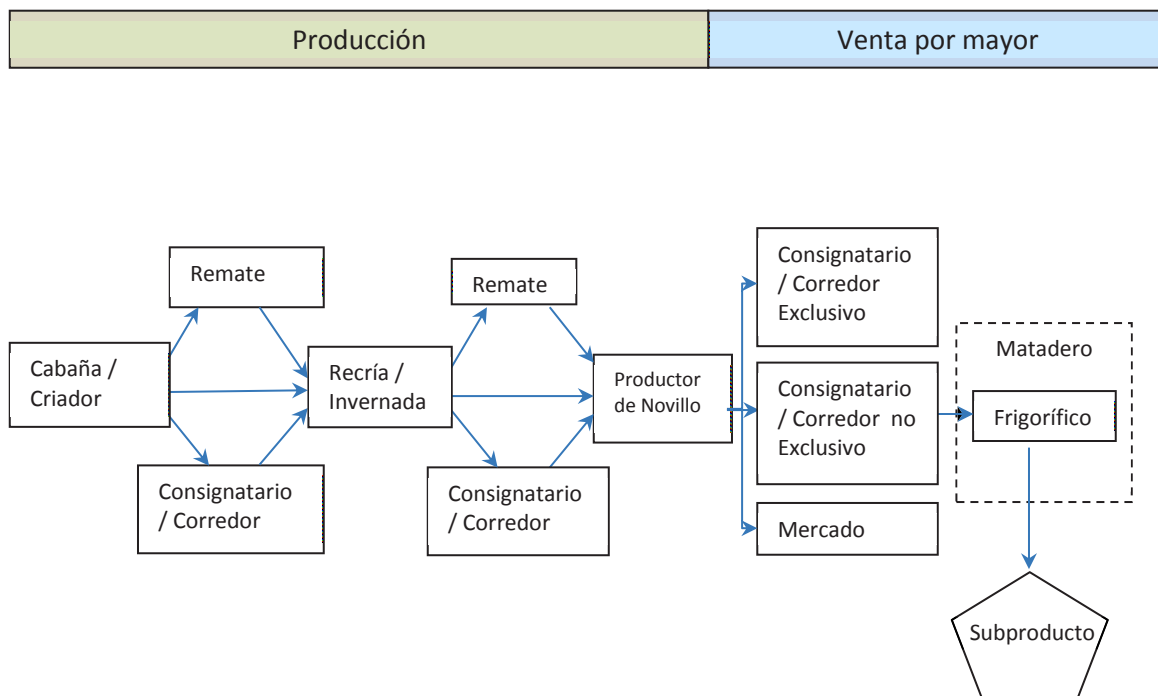 Producción
Venta por mayor
Remate
Remate
Consignatario
/ Corredor
Exclusivo
Cabaña /
Criador
Recría /
Invernada
Productor
de Novillo
Consignatario
/ Corredor no
Exclusivo
Matadero
Frigorífico
Consignatario
/ Corredor
Consignatario
/ Corredor
Mercado
Subproducto